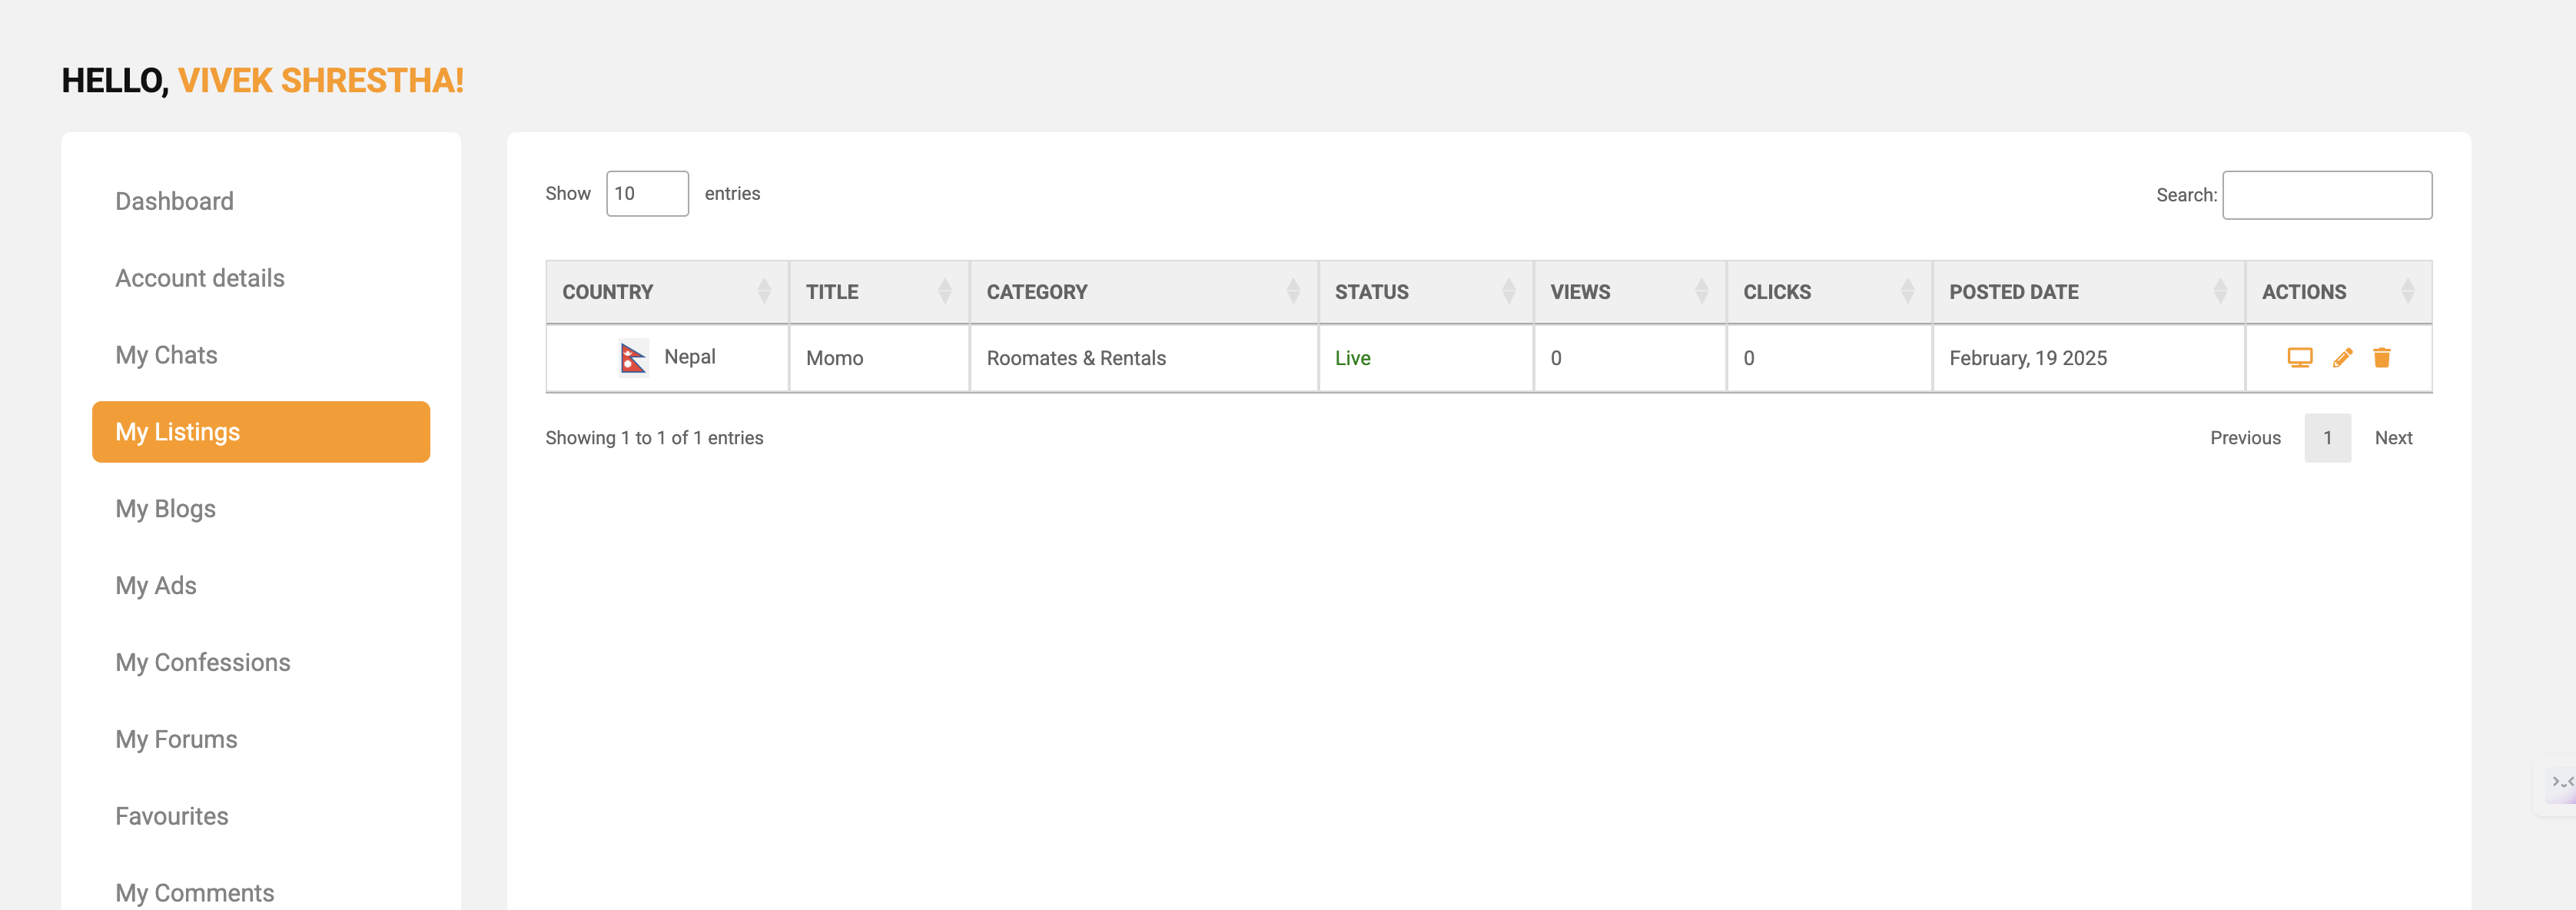 HELLO, VIVEK SHRESTHA!
Dashboard
Account details
My Chats
My Listings
My Blogs
My Ads
My Confessions
My Forums
Favourites
My Comments
Show 10 entries
Search:
COUNTRY TITLE CATEGORY STATUS VIEWS CLICKS POSTED DATE ACTIONS
Nepal Momo Roomates & Rentals Live 0 0 February, 19 2025
Showing 1 to 1 of 1 entries
Previous 1 Next